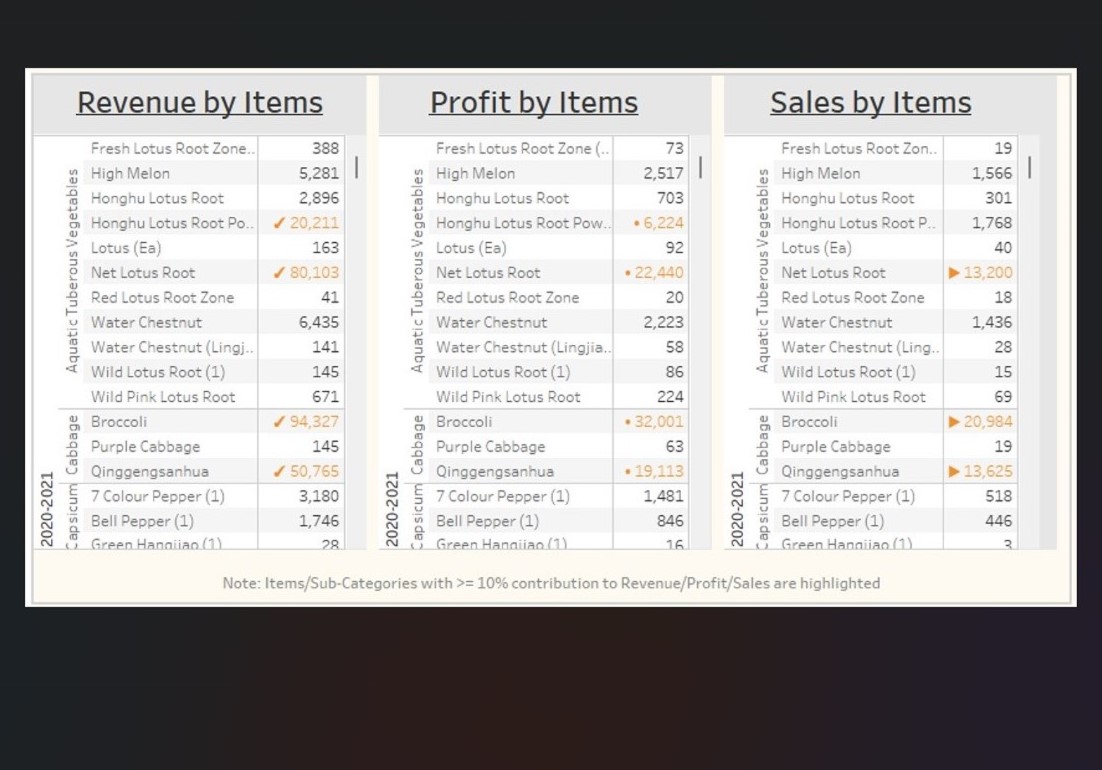 Revenue by Items
Profit by Items
Sales by Items
2020-2021
Aquatic Tuberous Vegetables
Fresh Lotus Root Zone.. 388
High Melon 5,281
Honghu Lotus Root 2,896
Honghu Lotus Root Po.. ✔ 20,211
Lotus (Ea) 163
Net Lotus Root ✔ 80,103
Red Lotus Root Zone 41
Water Chestnut 6,435
Water Chestnut (Lingj.. 141
Wild Lotus Root (1) 145
Wild Pink Lotus Root 671
Cabbage
Broccoli ✔ 94,327
Purple Cabbage 145
Qinggengsanhua ✔ 50,765
Capsicum
7 Colour Pepper (1) 3,180
Bell Pepper (1) 1,746
Green Hangjiao (1) 28
2020-2021
Aquatic Tuberous Vegetables
Fresh Lotus Root Zone (.. 73
High Melon 2,517
Honghu Lotus Root 703
Honghu Lotus Root Pow.. • 6,224
Lotus (Ea) 92
Net Lotus Root • 22,440
Red Lotus Root Zone 20
Water Chestnut 2,223
Water Chestnut (Lingjia.. 58
Wild Lotus Root (1) 86
Wild Pink Lotus Root 224
Cabbage
Broccoli • 32,001
Purple Cabbage 63
Qinggengsanhua • 19,113
Capsicum
7 Colour Pepper (1) 1,481
Bell Pepper (1) 846
Green Hangjiao (1) 16
2020-2021
Aquatic Tuberous Vegetables
Fresh Lotus Root Zon.. 19
High Melon 1,566
Honghu Lotus Root 301
Honghu Lotus Root P.. 1,768
Lotus (Ea) 40
Net Lotus Root ▶ 13,200
Red Lotus Root Zone 18
Water Chestnut 1,436
Water Chestnut (Ling.. 28
Wild Lotus Root (1) 15
Wild Pink Lotus Root 69
Cabbage
Broccoli ▶ 20,984
Purple Cabbage 19
Qinggengsanhua ▶ 13,625
Capsicum
7 Colour Pepper (1) 518
Bell Pepper (1) 446
Green Hangjiao (1) 3
Note: Items/Sub-Categories with >= 10% contribution to Revenue/Profit/Sales are highlighted